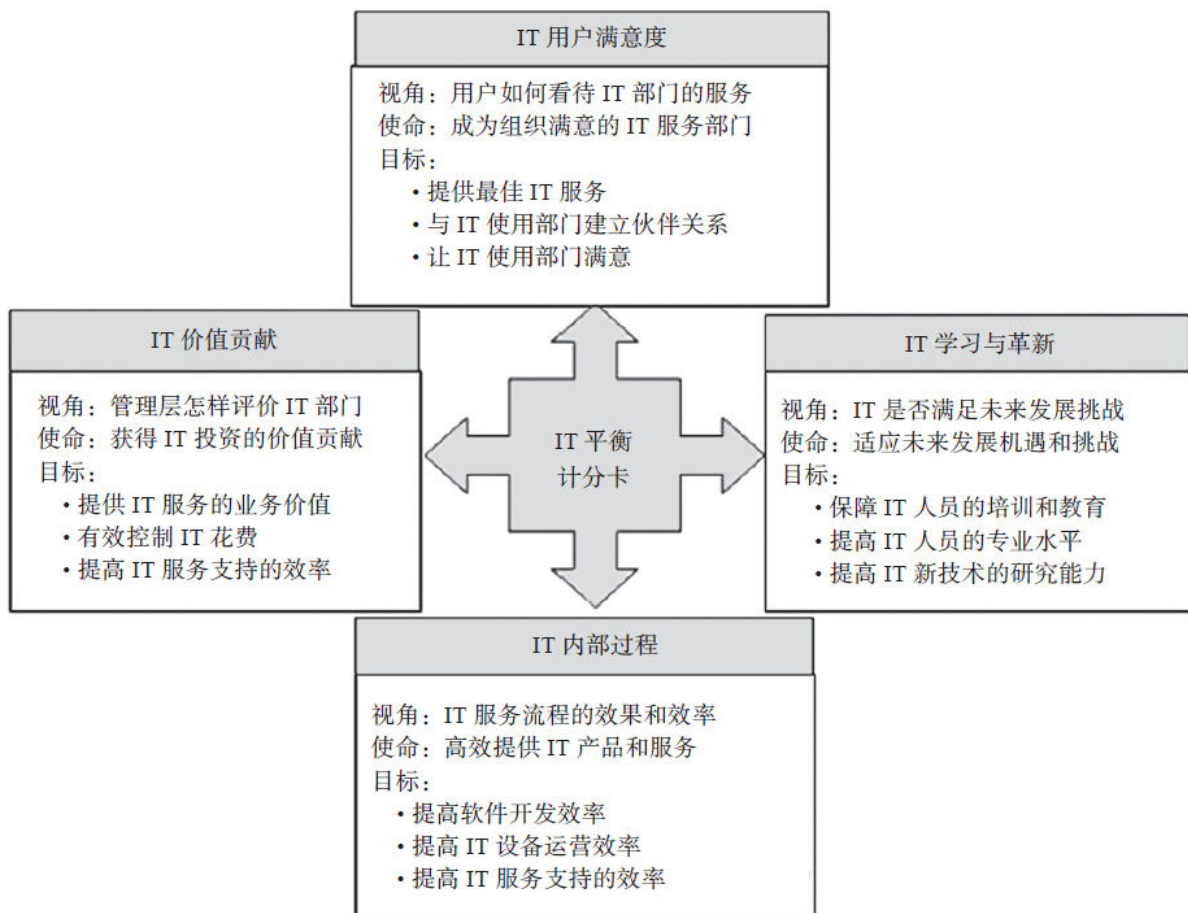 IT 用户满意度
视角：用户如何看待 IT 部门的服务
使命：成为组织满意的 IT 服务部门
目标：
• 提供最佳 IT 服务
• 与 IT 使用部门建立伙伴关系
• 让 IT 使用部门满意
IT 价值贡献
视角：管理层怎样评价 IT 部门
使命：获得 IT 投资的价值贡献
目标：
• 提供 IT 服务的业务价值
• 有效控制 IT 花费
• 提高 IT 服务支持的效率
IT 平衡
计分卡
IT 学习与革新
视角：IT 是否满足未来发展挑战
使命：适应未来发展机遇和挑战
目标：
• 保障 IT 人员的培训和教育
• 提高 IT 人员的专业水平
• 提高 IT 新技术的研究能力
IT 内部过程
视角：IT 服务流程的效果和效率
使命：高效提供 IT 产品和服务
目标：
• 提高软件开发效率
• 提高 IT 设备运营效率
• 提高 IT 服务支持的效率